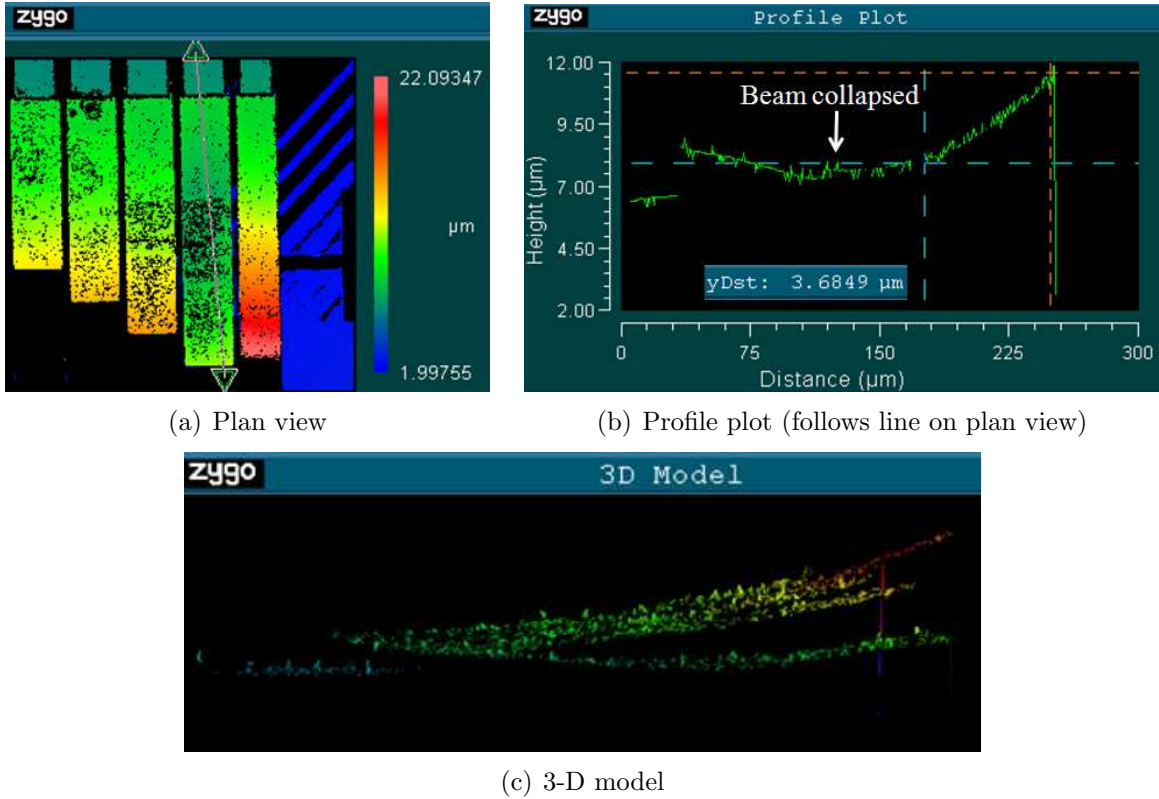 zygo
22.09347
µm
1.99755
(a) Plan view
zygo Profile Plot
12.00
9.50
7.00
4.50
2.00
Height (µm)
Beam collapsed
yDst: 3.6849 µm
0 75 150 225 300
Distance (µm)
(b) Profile plot (follows line on plan view)
zygo 3D Model
(c) 3-D model